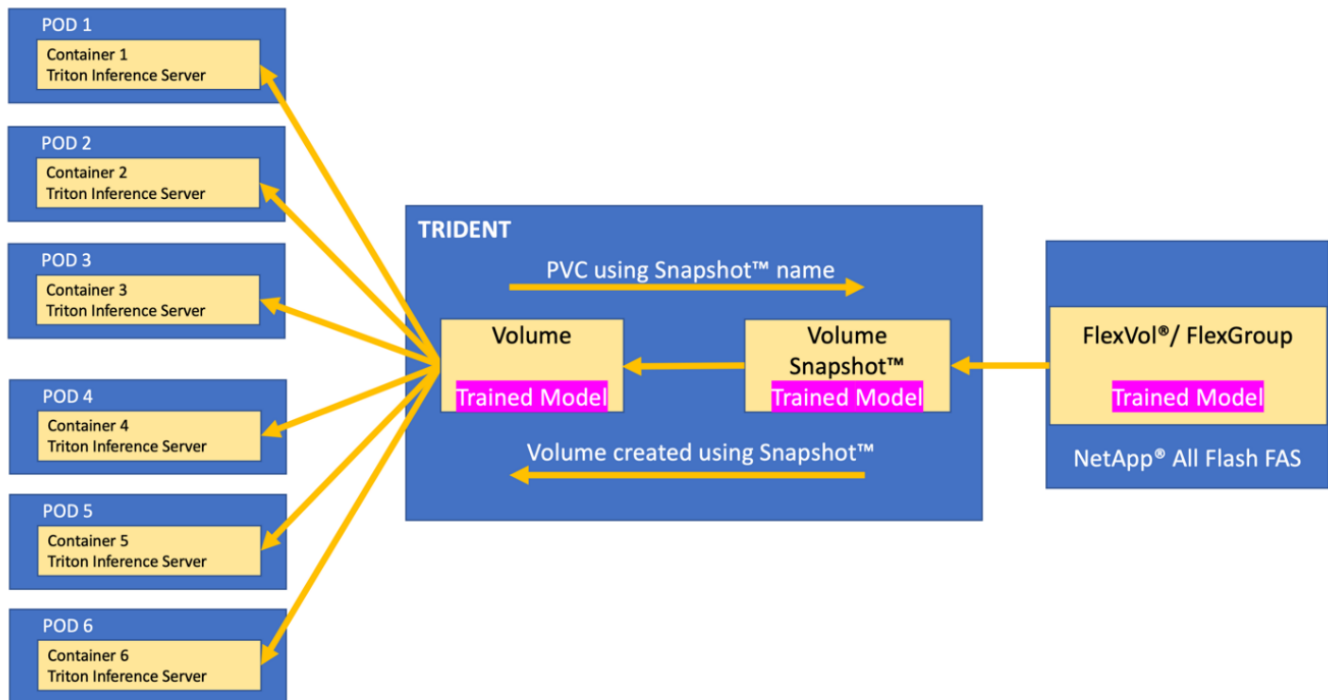 POD 1
Container 1
Triton Inference Server
POD 2
Container 2
Triton Inference Server
POD 3
Container 3
Triton Inference Server
POD 4
Container 4
Triton Inference Server
POD 5
Container 5
Triton Inference Server
POD 6
Container 6
Triton Inference Server
TRIDENT
PVC using Snapshot™ name
Volume
Trained Model
Volume
Snapshot™
Trained Model
Volume created using Snapshot™
FlexVol®/ FlexGroup
Trained Model
NetApp® All Flash FAS